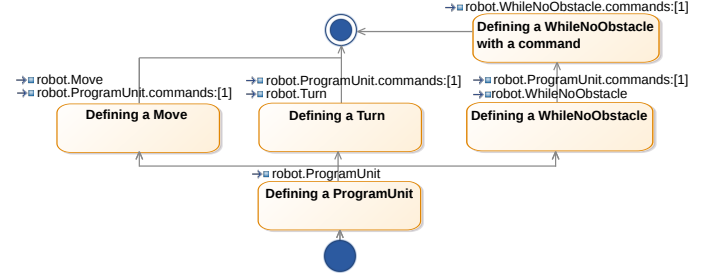 robot.WhileNoObstacle.commands:[1]
Defining a WhileNoObstacle
with a command
robot.Move
robot.ProgramUnit.commands:[1]
Defining a Move
robot.ProgramUnit.commands:[1]
robot.Turn
Defining a Turn
robot.ProgramUnit.commands:[1]
robot.WhileNoObstacle
Defining a WhileNoObstacle
robot.ProgramUnit
Defining a ProgramUnit